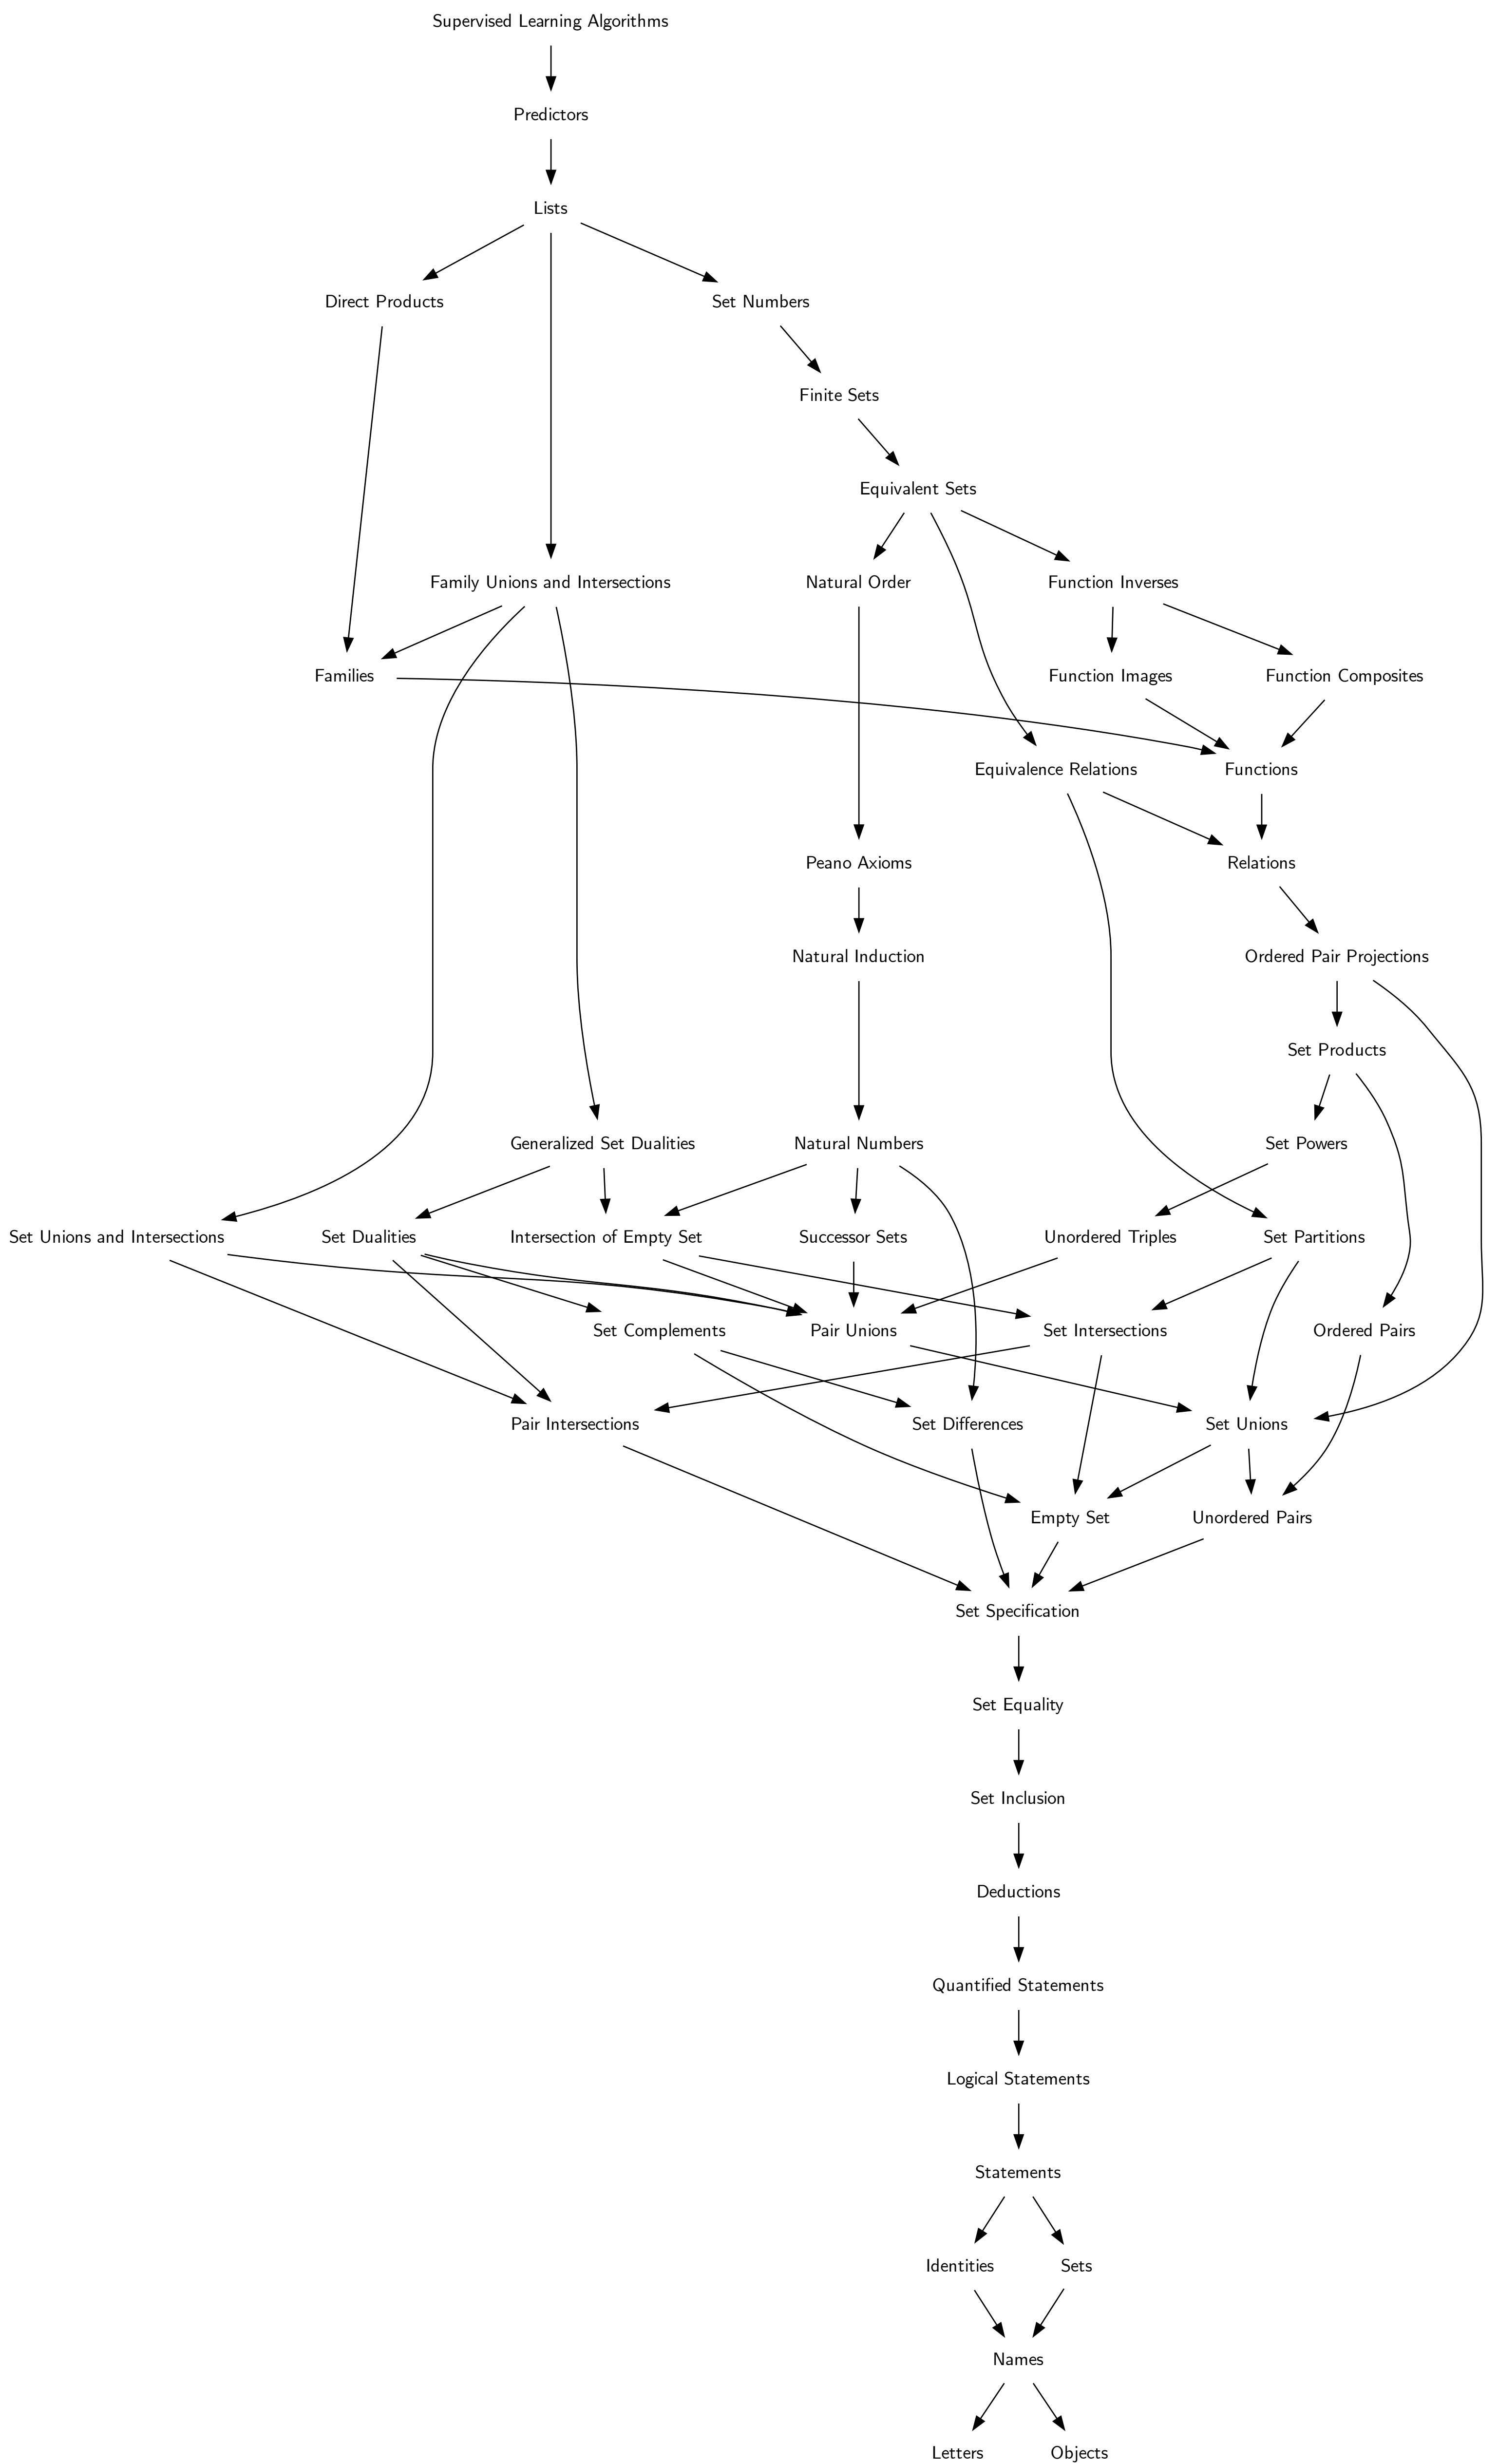 Supervised Learning Algorithms
Predictors
Lists
Direct Products
Set Numbers
Finite Sets
Equivalent Sets
Family Unions and Intersections
Natural Order
Function Inverses
Families
Function Images
Function Composites
Equivalence Relations
Functions
Peano Axioms
Relations
Natural Induction
Ordered Pair Projections
Set Products
Generalized Set Dualities
Natural Numbers
Set Powers
Set Unions and Intersections
Set Dualities
Intersection of Empty Set
Successor Sets
Unordered Triples
Set Partitions
Set Complements
Pair Unions
Set Intersections
Ordered Pairs
Pair Intersections
Set Differences
Set Unions
Empty Set
Unordered Pairs
Set Specification
Set Equality
Set Inclusion
Deductions
Quantified Statements
Logical Statements
Statements
Identities
Sets
Names
Letters
Objects